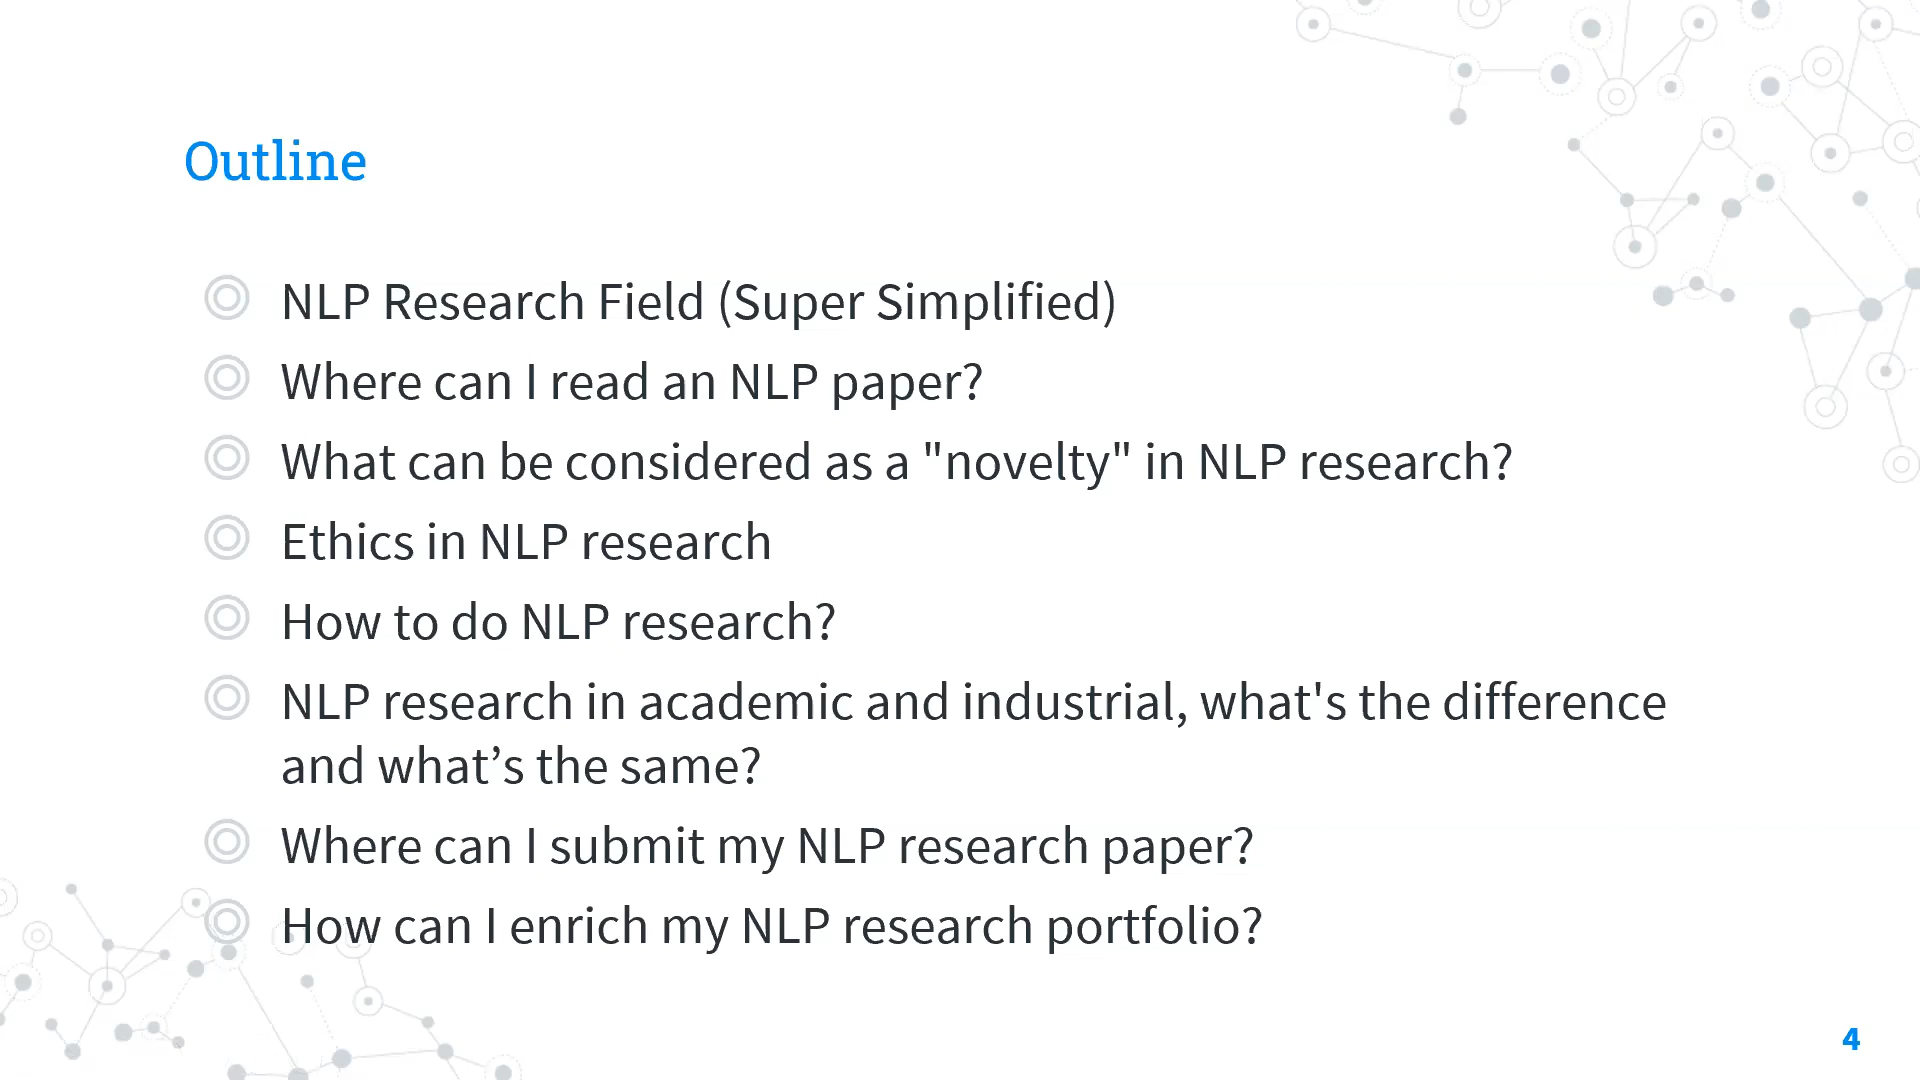 Outline
NLP Research Field (Super Simplified)
Where can I read an NLP paper?
What can be considered as a "novelty" in NLP research?
Ethics in NLP research
How to do NLP research?
NLP research in academic and industrial, what's the difference
and what’s the same?
Where can I submit my NLP research paper?
How can I enrich my NLP research portfolio?
4